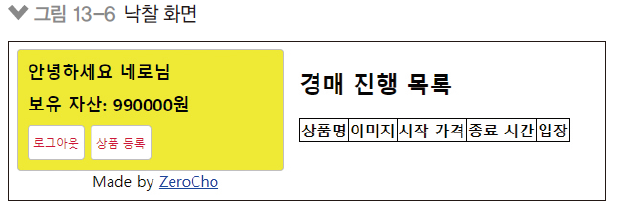 그림 13-6 낙찰 화면
안녕하세요 네로님
보유 자산: 990000원
로그아웃 상품 등록
Made by ZeroCho
경매 진행 목록
상품명 이미지 시작 가격 종료 시간 입장